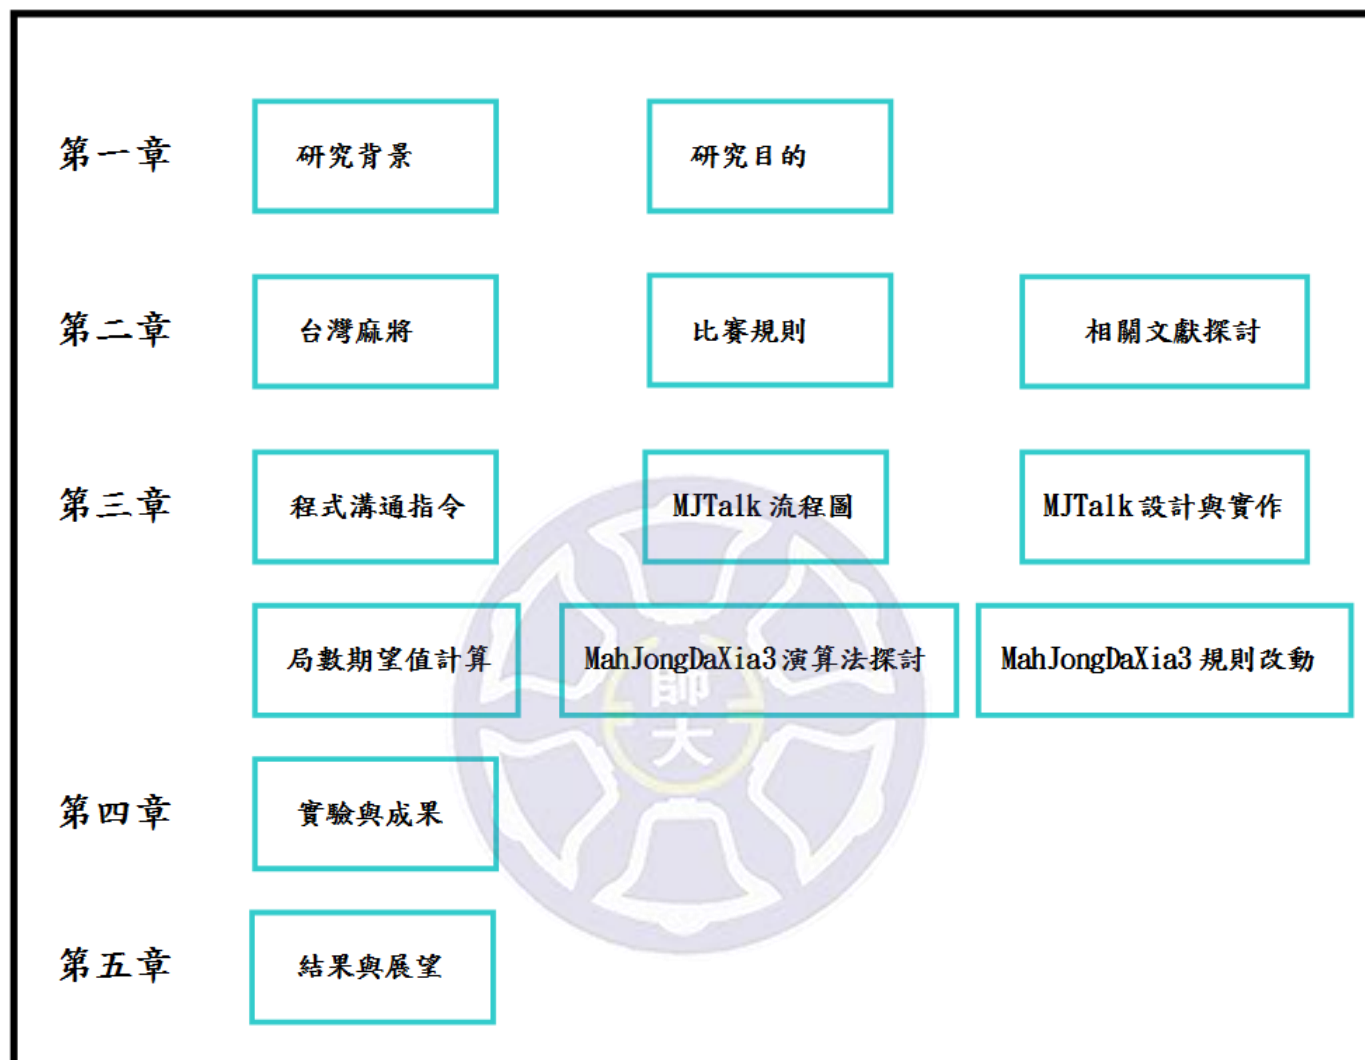 第一章 研究背景 研究目的
第二章 台灣麻將 比賽規則 相關文獻探討
第三章 程式溝通指令 MJTalk 流程圖 MJTalk 設計與實作
局數期望值計算 MahJongDaXia3 演算法探討 MahJongDaXia3 規則改動
師
大
第四章 實驗與成果
第五章 結果與展望